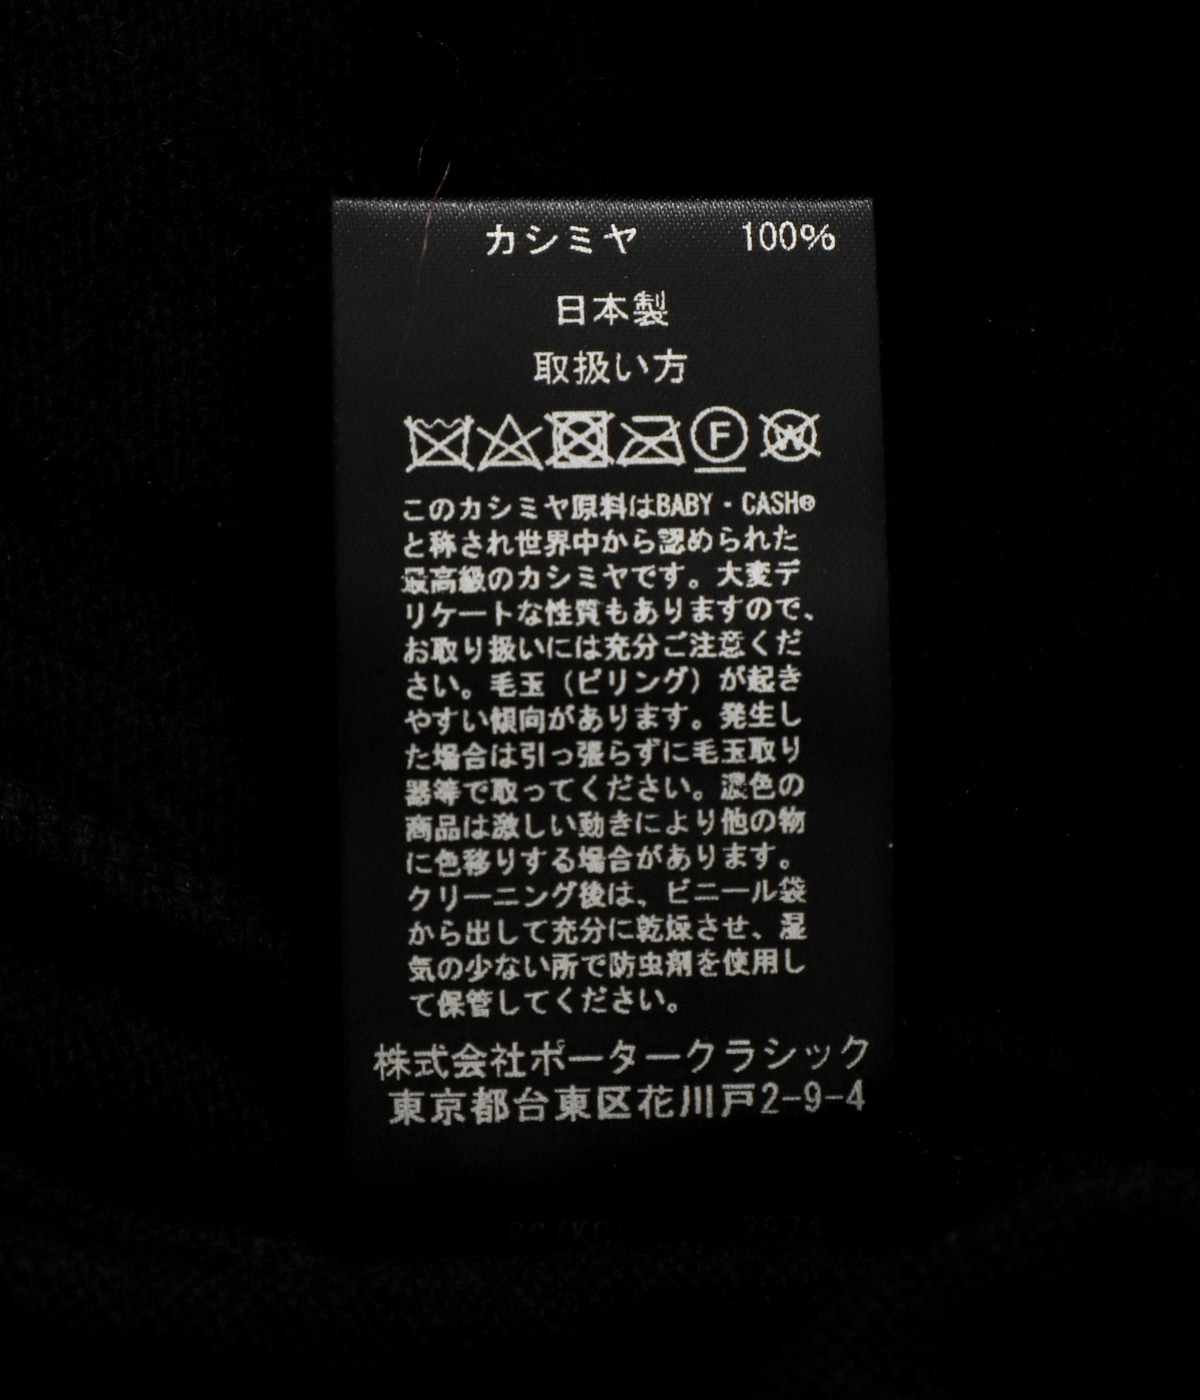 カシミヤ 100%
日本製
取扱い方
F W
このカシミヤ原料はBABY・CASH®
と称され世界中から認められた
最高級のカシミヤです。大変デ
リケートな性質もありますので、
お取り扱いには充分ご注意くだ
さい。毛玉（ピリング）が起き
やすい傾向があります。発生し
た場合は引っ張らずに毛玉取り
器等で取ってください。濃色の
商品は激しい動きにより他の物
に色移りする場合があります。
クリーニング後は、ビニール袋
から出して充分に乾燥させ、湿
気の少ない所で防虫剤を使用し
て保管してください。
株式会社ポータークラシック
東京都台東区花川戸2-9-4